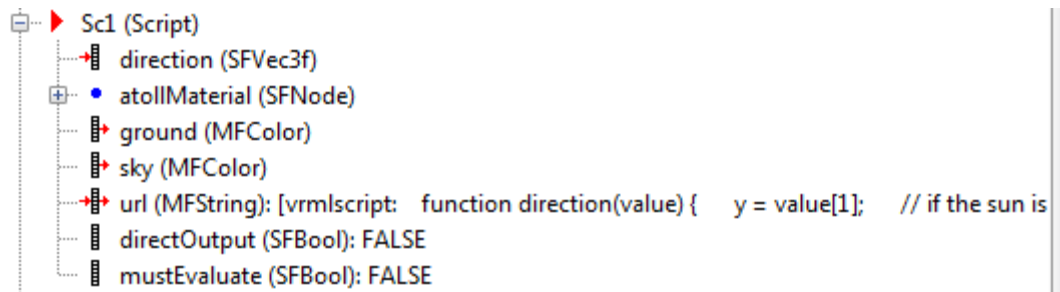 Sc1 (Script)
direction (SFVec3f)
atollMaterial (SFNode)
ground (MFColor)
sky (MFColor)
url (MFString): [vrmlscript: function direction(value) { y = value[1]; // if the sun is
directOutput (SFBool): FALSE
mustEvaluate (SFBool): FALSE